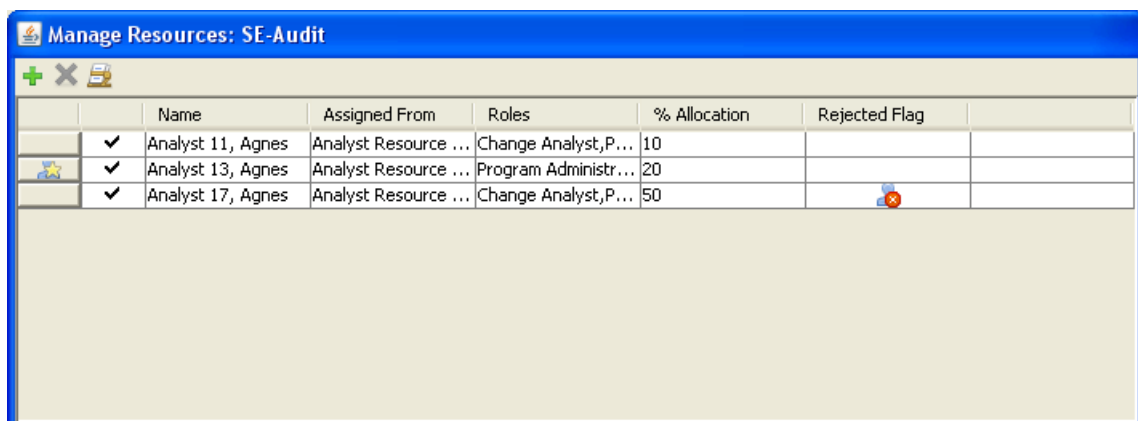 Manage Resources: SE-Audit
Name Assigned From Roles % Allocation Rejected Flag
Analyst 11, Agnes Analyst Resource ... Change Analyst,P... 10
Analyst 13, Agnes Analyst Resource ... Program Administr... 20
Analyst 17, Agnes Analyst Resource ... Change Analyst,P... 50